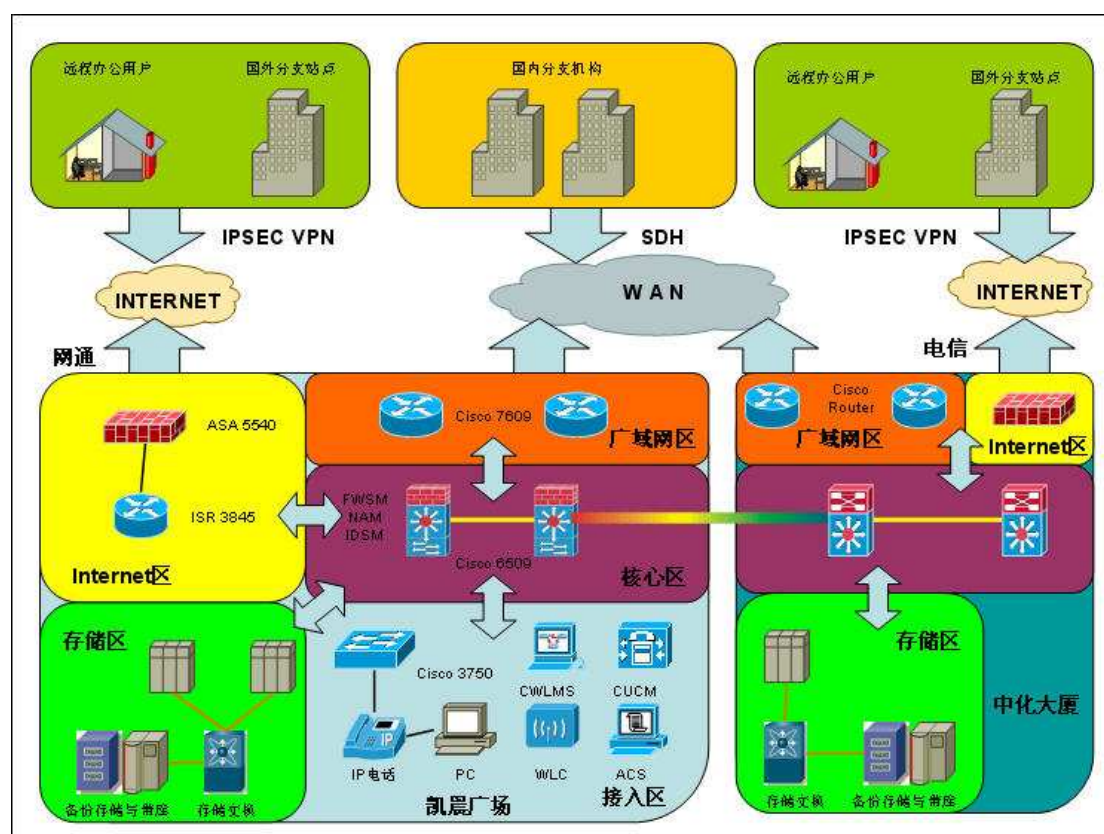 远程办公用户
国外分支站点
国内分支机构
远程办公用户
国外分支站点
IPSEC VPN
SDH
IPSEC VPN
INTERNET
WAN
INTERNET
网通
电信
ASA 5540
Cisco 7609
广域网区
Cisco
Router
广域网区
Internet区
ISR 3845
FWSM
NAM
IDSM
Cisco 6509
Internet区
核心区
存储区
Cisco 3750
CWLMS
CUCM
存储区
中化大厦
IP
IP电话
PC
WLC
ACS
备份存储与带库
存储交换
凯晨广场
接入区
存储交换
备份存储与带库